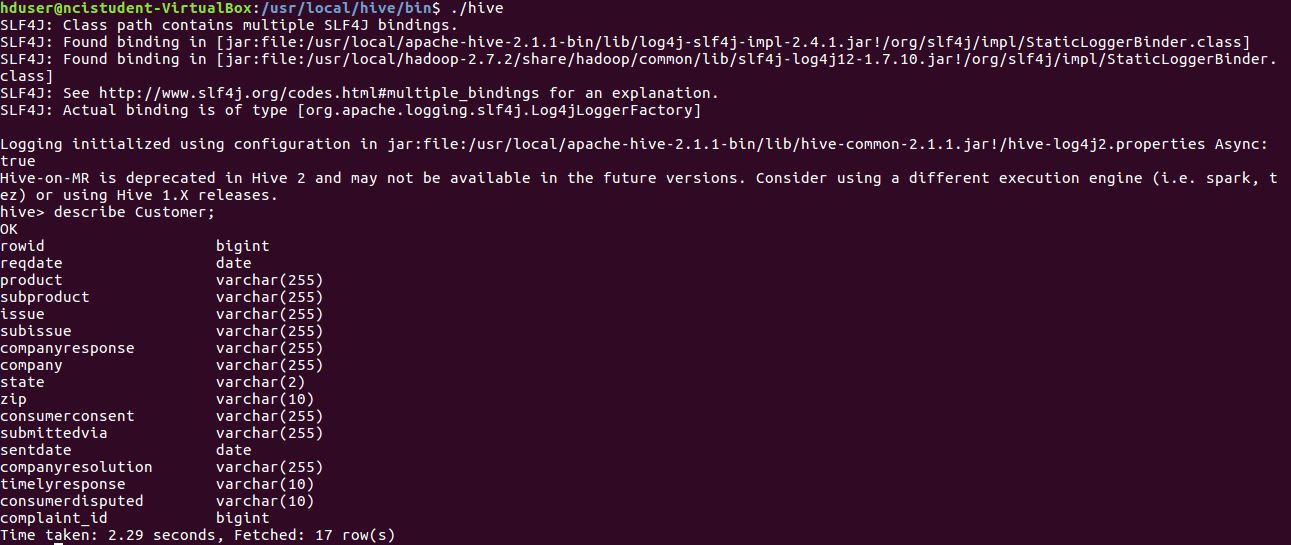 hduser@ncistudent-VirtualBox:/usr/local/hive/bin$ ./hive
SLF4J: Class path contains multiple SLF4J bindings.
SLF4J: Found binding in [jar:file:/usr/local/apache-hive-2.1.1-bin/lib/log4j-slf4j-impl-2.4.1.jar!/org/slf4j/impl/StaticLoggerBinder.class]
SLF4J: Found binding in [jar:file:/usr/local/hadoop-2.7.2/share/hadoop/common/lib/slf4j-log4j12-1.7.10.jar!/org/slf4j/impl/StaticLoggerBinder.
class]
SLF4J: See http://www.slf4j.org/codes.html#multiple_bindings for an explanation.
SLF4J: Actual binding is of type [org.apache.logging.slf4j.Log4jLoggerFactory]

Logging initialized using configuration in jar:file:/usr/local/apache-hive-2.1.1-bin/lib/hive-common-2.1.1.jar!/hive-log4j2.properties Async:
true
Hive-on-MR is deprecated in Hive 2 and may not be available in the future versions. Consider using a different execution engine (i.e. spark, t
ez) or using Hive 1.X releases.
hive> describe Customer;
OK
rowid bigint
reqdate date
product varchar(255)
subproduct varchar(255)
issue varchar(255)
subissue varchar(255)
companyresponse varchar(255)
company varchar(255)
state varchar(2)
zip varchar(10)
consumerconsent varchar(255)
submittedvia varchar(255)
sentdate date
companyresolution varchar(255)
timelyresponse varchar(10)
consumerdisputed varchar(10)
complaint_id bigint
Time taken: 2.29 seconds, Fetched: 17 row(s)